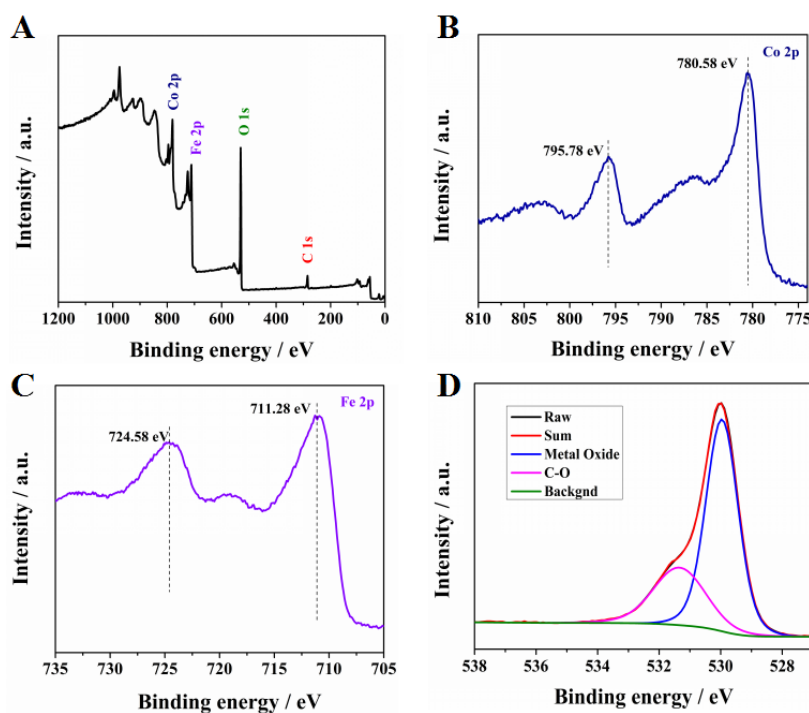 A
Intensity / a.u.
Co 2p
Fe 2p
O 1s
C 1s
1200 1000 800 600 400 200 0
Binding energy / eV
B
Intensity / a.u.
Co 2p
780.58 eV
795.78 eV
810 805 800 795 790 785 780 775
Binding energy / eV
C
Intensity / a.u.
Fe 2p
711.28 eV
724.58 eV
735 730 725 720 715 710 705
Binding energy / eV
D
Intensity / a.u.
Raw
Sum
Metal Oxide
C-O
Backgnd
538 536 534 532 530 528
Binding energy / eV